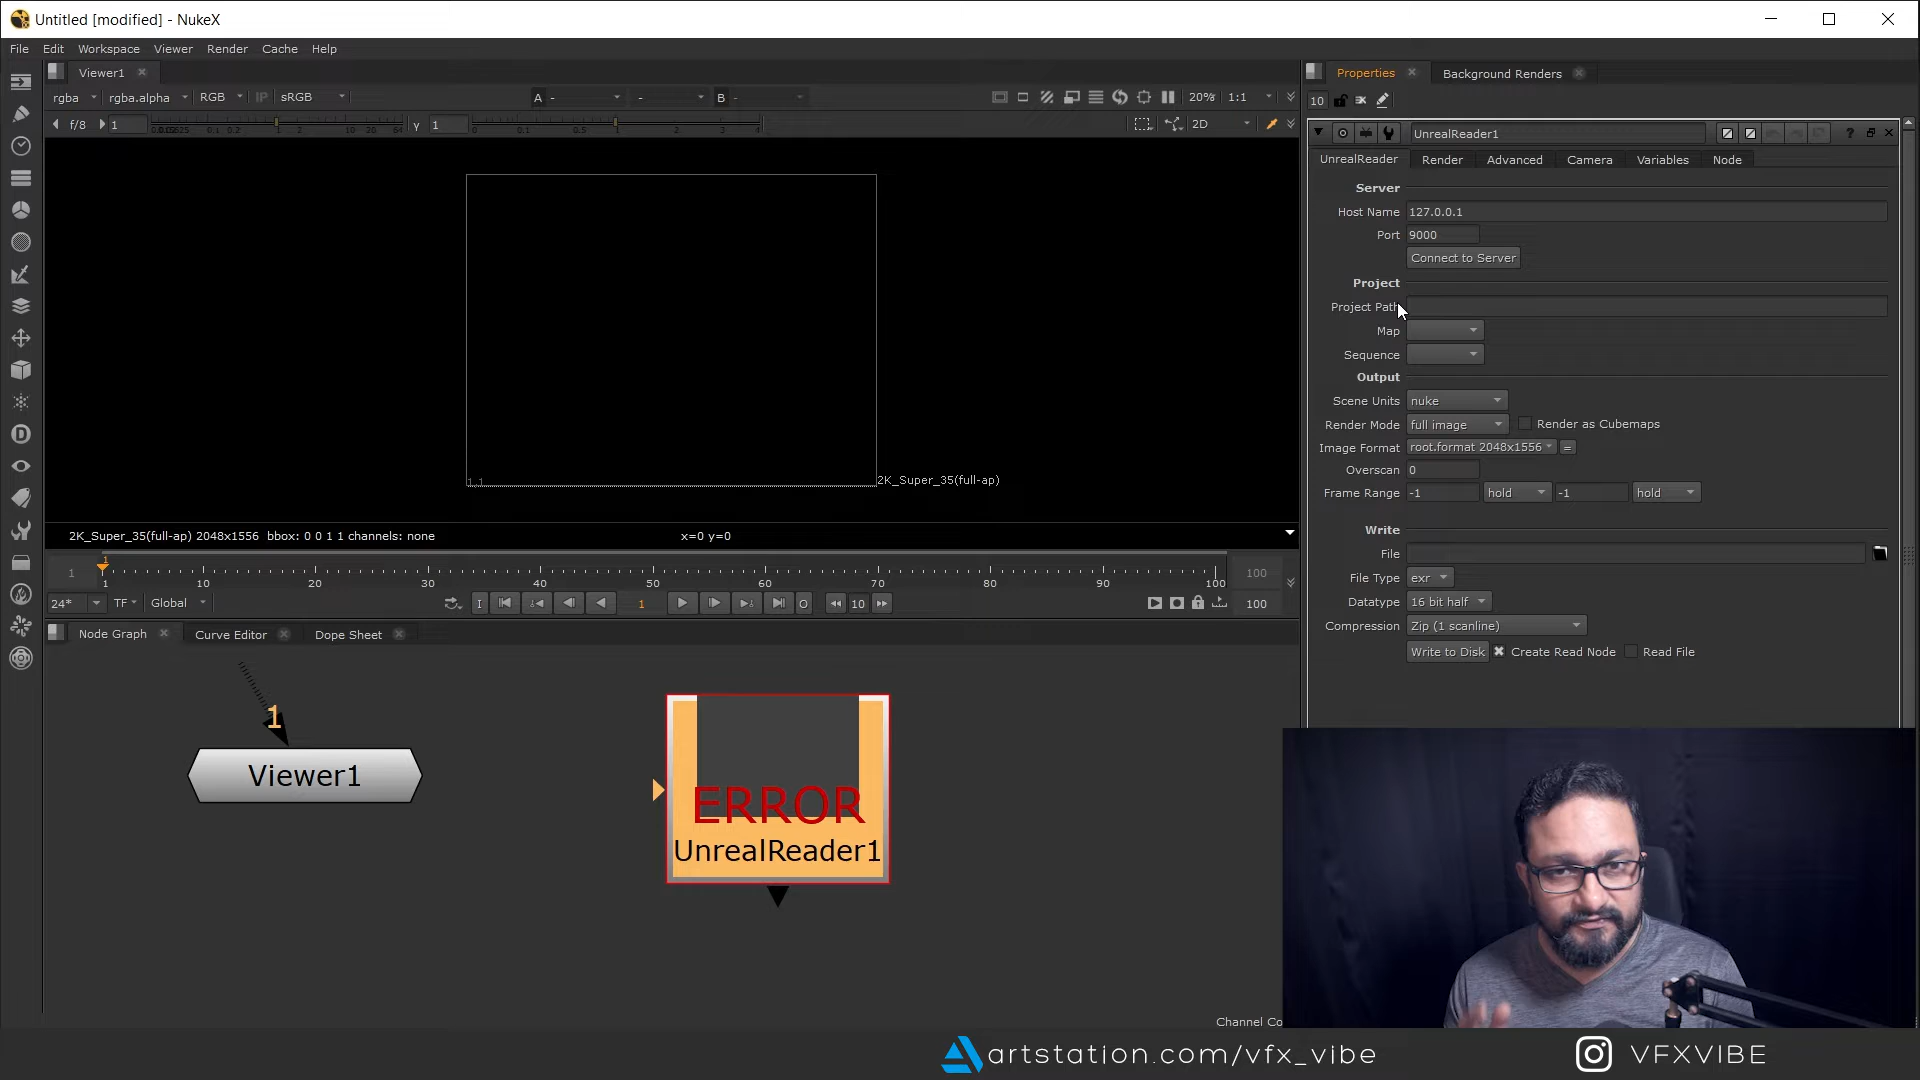 Untitled [modified] - NukeX
File Edit Workspace Viewer Render Cache Help
Viewer1
rgba rgba.alpha RGB IP sRGB A - - B - 20% 1:1
f/8 1 γ 1 2D
2K_Super_35(full-ap)
1,1
2K_Super_35(full-ap) 2048x1556 bbox: 0 0 1 1 channels: none x=0 y=0
1 1 10 20 30 40 50 60 70 80 90 100 100
1
24* TF Global I 1 O 10 100
Node Graph Curve Editor Dope Sheet
1
Viewer1
ERROR
UnrealReader1
Channel Co
Properties Background Renders
10
UnrealReader1
UnrealReader Render Advanced Camera Variables Node
Server
Host Name 127.0.0.1
Port 9000
Connect to Server
Project
Project Path
Map
Sequence
Output
Scene Units nuke
Render Mode full image Render as Cubemaps
Image Format root.format 2048x1556 =
Overscan 0
Frame Range -1 hold -1 hold
Write
File
File Type exr
Datatype 16 bit half
Compression Zip (1 scanline)
Write to Disk Create Read Node Read File
artstation.com/vfx_vibe VFXVIBE